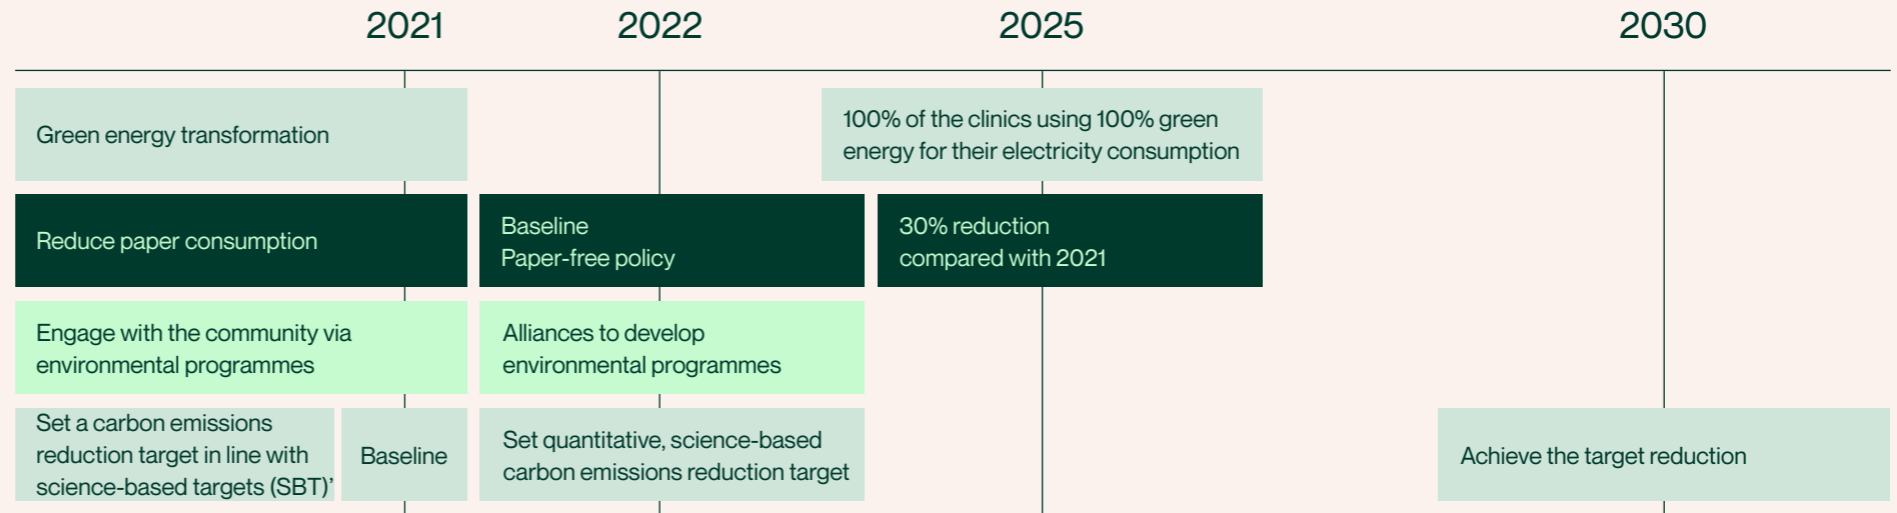 2021
2022
2025
2030
Green energy transformation
100% of the clinics using 100% green
energy for their electricity consumption
Reduce paper consumption
Baseline
Paper-free policy
30% reduction
compared with 2021
Engage with the community via
environmental programmes
Alliances to develop
environmental programmes
Set a carbon emissions
reduction target in line with
science-based targets (SBT)’
Baseline
Set quantitative, science-based
carbon emissions reduction target
Achieve the target reduction